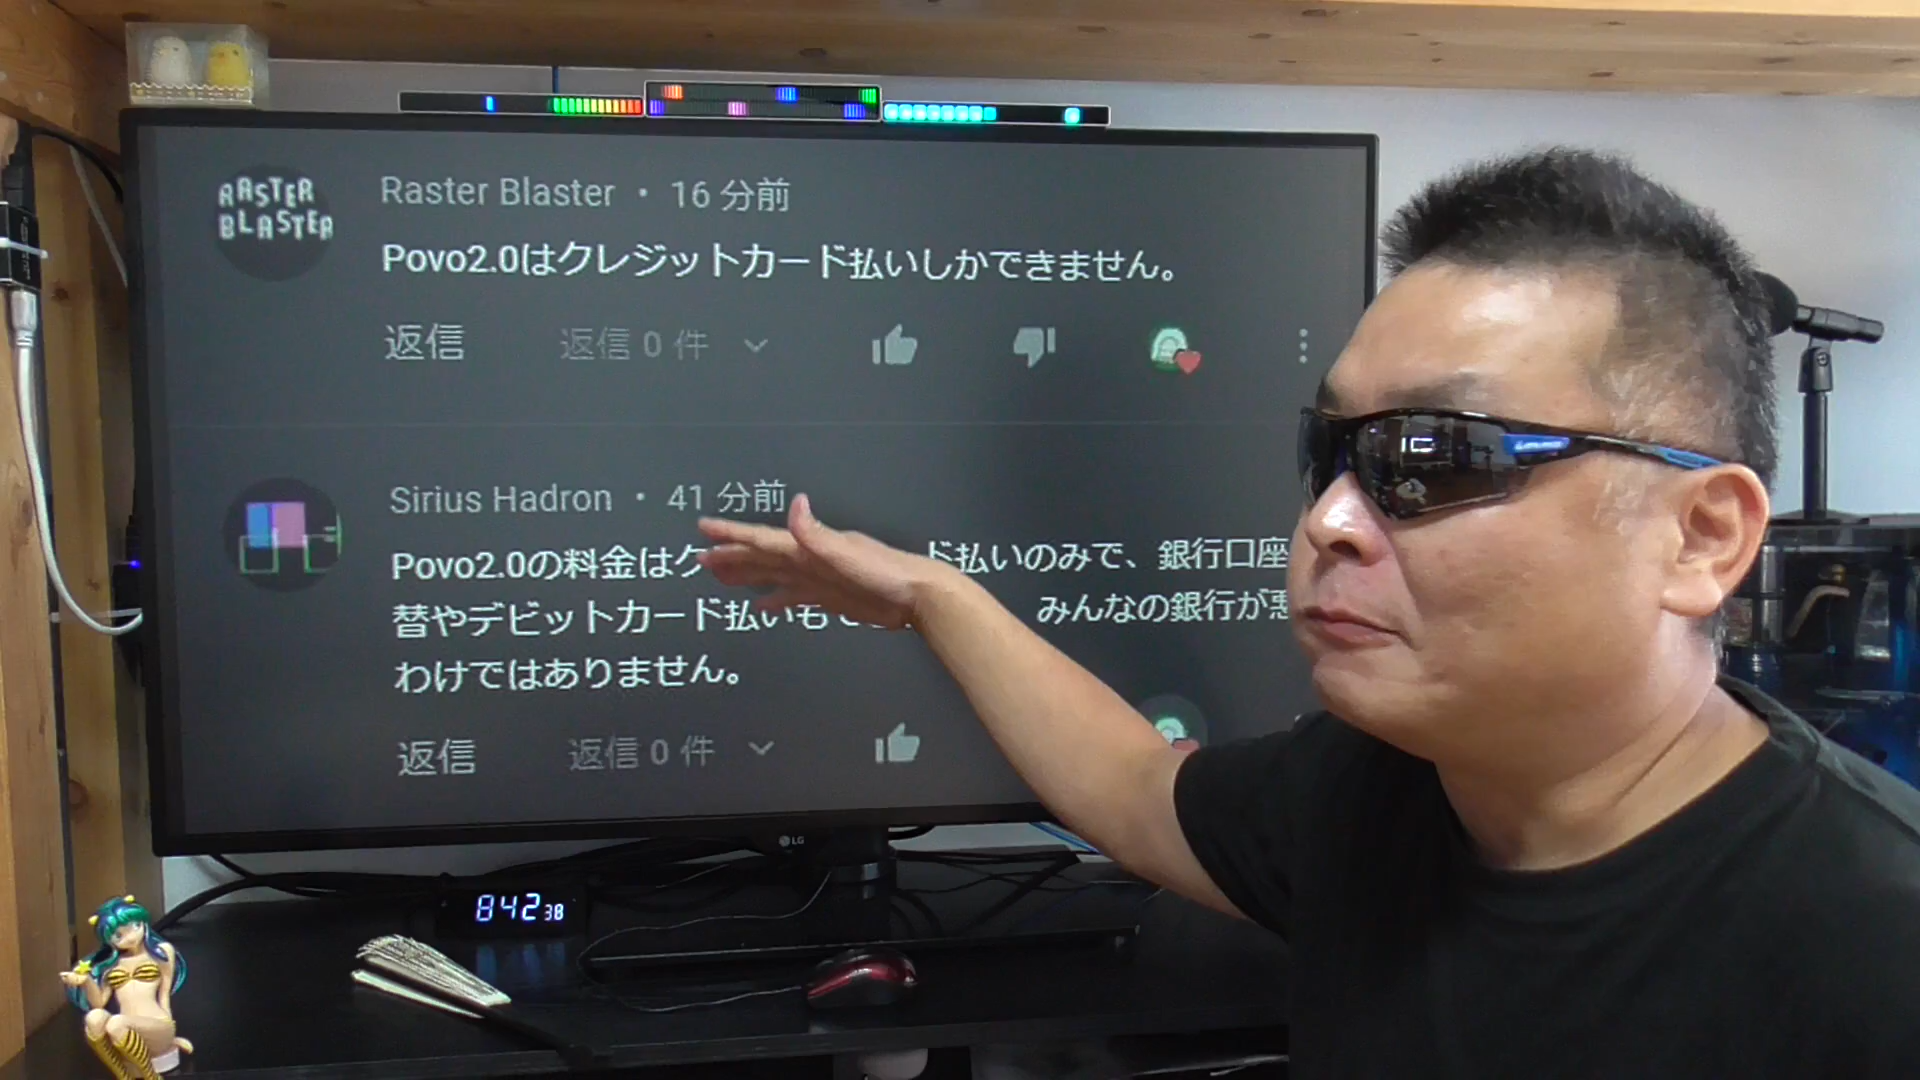 RASTER
BLASTER
Raster Blaster • 16 分前
Povo2.0はクレジットカード払いしかできません。
返信 返信 0 件
Sirius Hadron • 41 分前
Povo2.0の料金はク ド払いのみで、銀行口座
替やデビットカード払いも みんなの銀行が悪
わけではありません。
返信 返信 0 件
LG
8 42 38